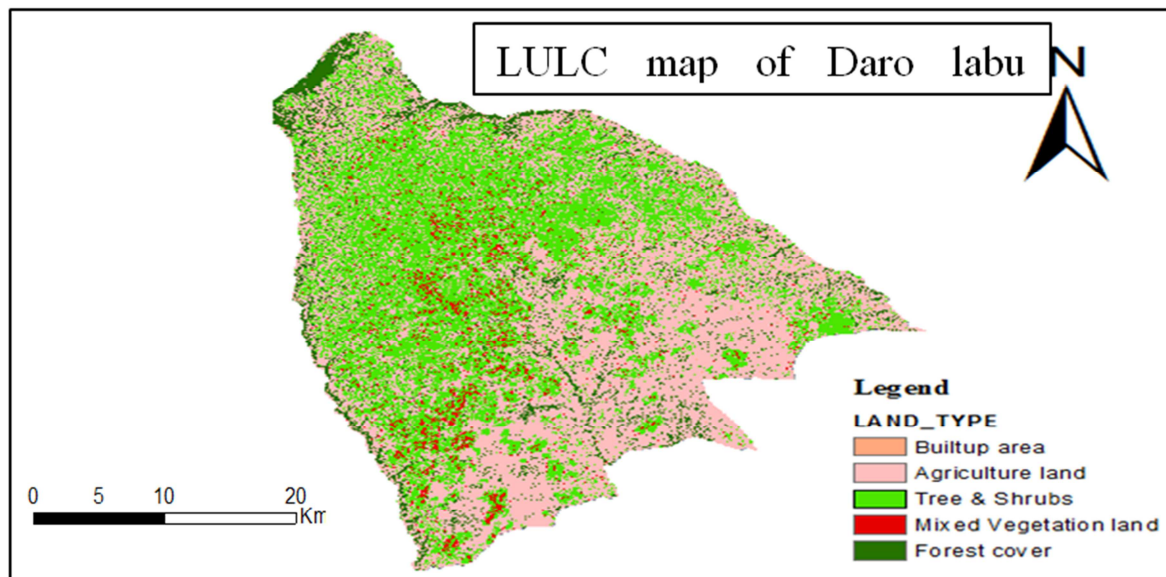 LULC map of Daro labu
N
Legend
LAND_TYPE
Builtup area
Agriculture land
Tree & Shrubs
Mixed Vegetation land
Forest cover
0 5 10 20
Km